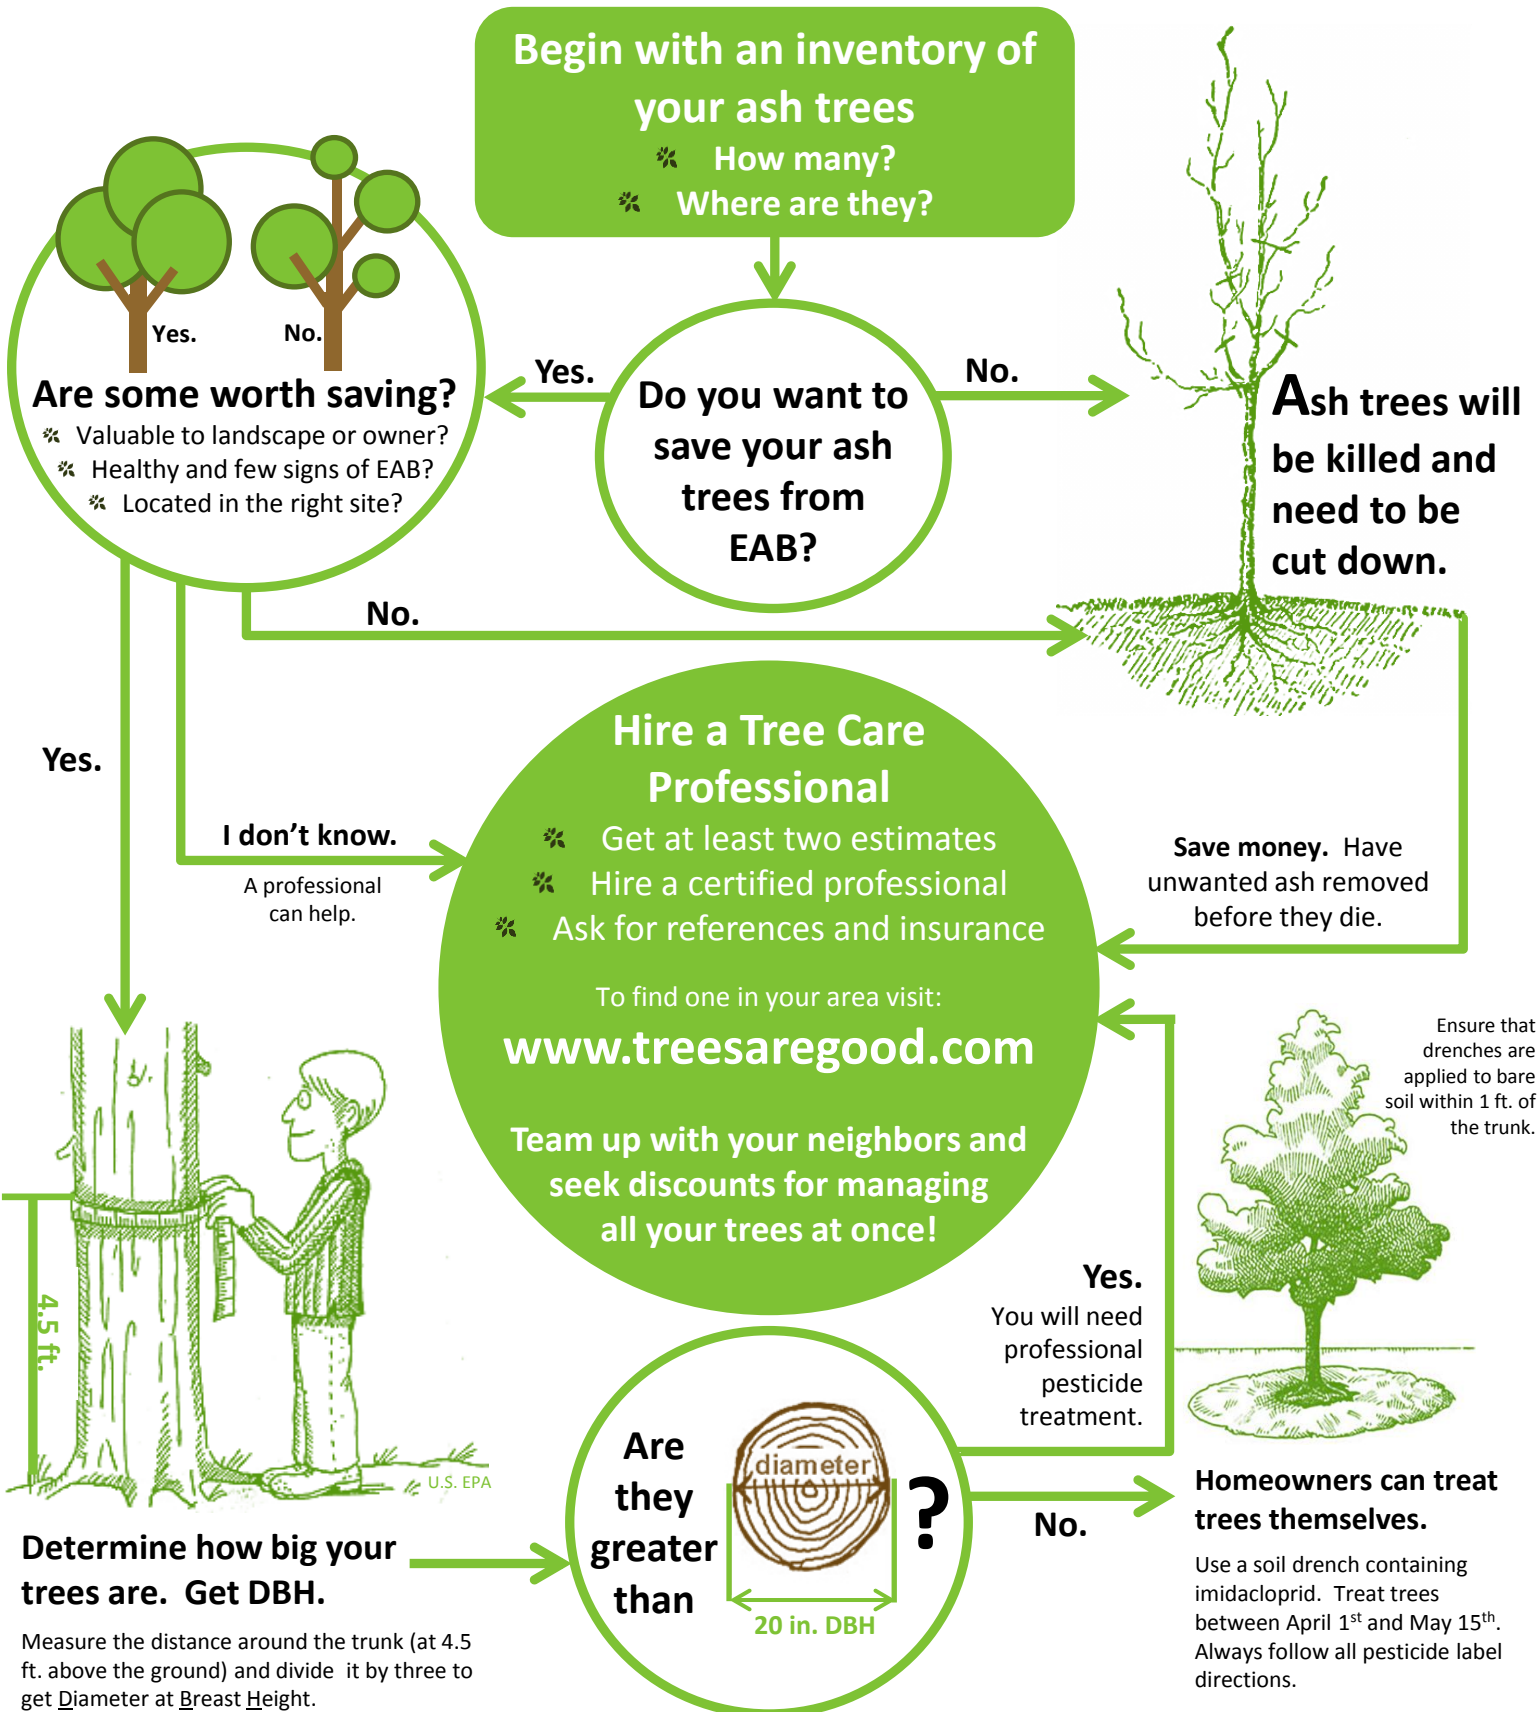 Begin with an inventory of
your ash trees
How many?
Where are they?
Yes.
No.
Are some worth saving?
Valuable to landscape or owner?
Healthy and few signs of EAB?
Located in the right site?
Yes.
Do you want to
save your ash
trees from
EAB?
No.
Ash trees will
be killed and
need to be
cut down.
No.
Yes.
I don't know.
A professional
can help.
Hire a Tree Care
Professional
Get at least two estimates
Hire a certified professional
Ask for references and insurance
To find one in your area visit:
www.treesaregood.com
Team up with your neighbors and
seek discounts for managing
all your trees at once!
Save money. Have
unwanted ash removed
before they die.
Ensure that
drenches are
applied to bare
soil within 1 ft. of
the trunk.
4.5 ft.
U.S. EPA
Determine how big your
trees are. Get DBH.
Measure the distance around the trunk (at 4.5
ft. above the ground) and divide it by three to
get Diameter at Breast Height.
Are
they
greater
than
diameter
20 in. DBH
?
Yes.
You will need
professional
pesticide
treatment.
No.
Homeowners can treat
trees themselves.
Use a soil drench containing
imidacloprid. Treat trees
between April 1st and May 15th.
Always follow all pesticide label
directions.